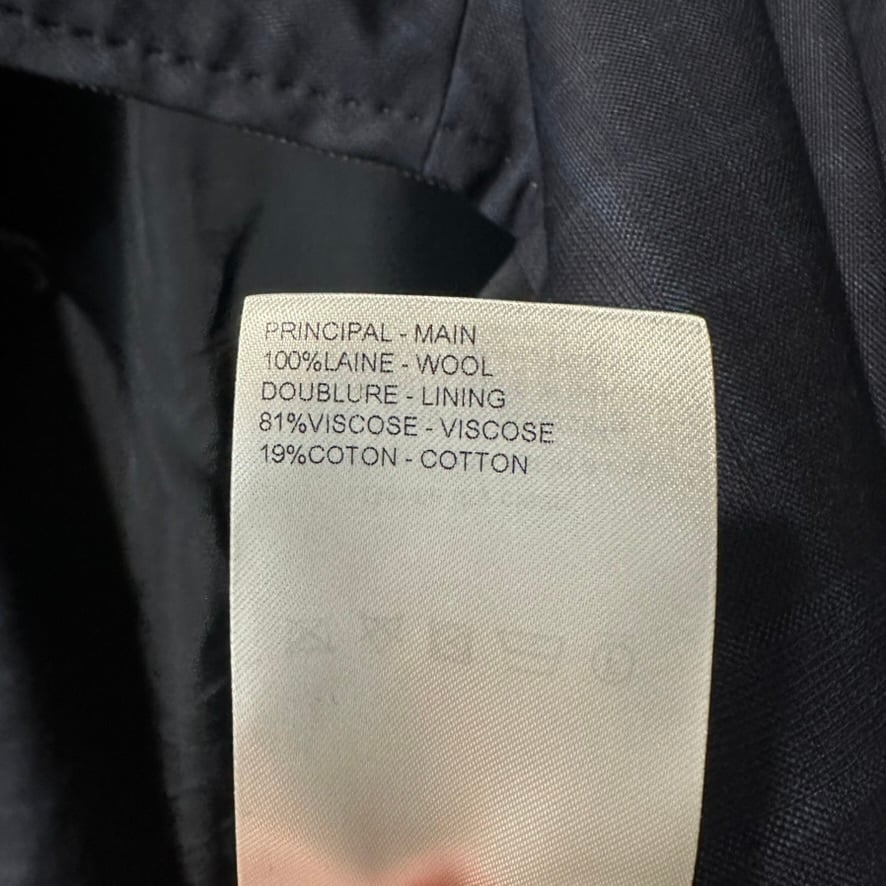 PRINCIPAL - MAIN
100%LAINE - WOOL
DOUBLURE - LINING
81%VISCOSE - VISCOSE
19%COTON - COTTON